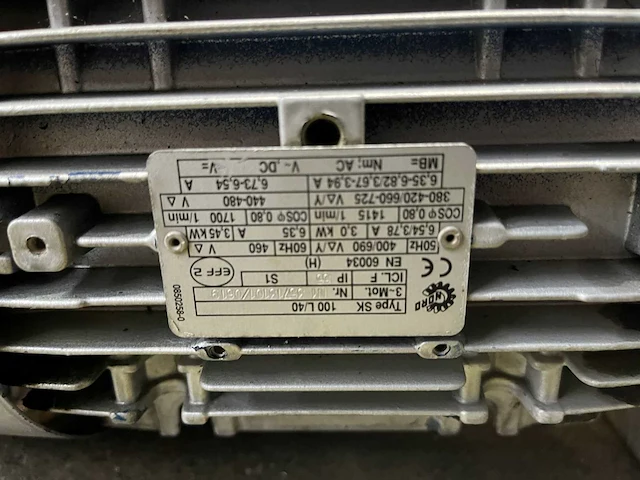 NORD
CE
Type SK 100 L/40
3~Mot. Nr.
ICL. F IP S1 EFF 2
EN 60034 (H)
50Hz 400/690 V Δ/Y 60Hz 460 V Δ
6,54/3,78 A 3.0 kW 6.35 A 3.45 kW
COSφ 0,80 1415 1/min COSφ 0,80 1700 1/min
380-420/660-725 V Δ/Y 440-480 V Δ
6.35-6.82/3.67-3.94 A 6.73-6.54 A
MB= Nm; AC V~, DC V=
0850258-0